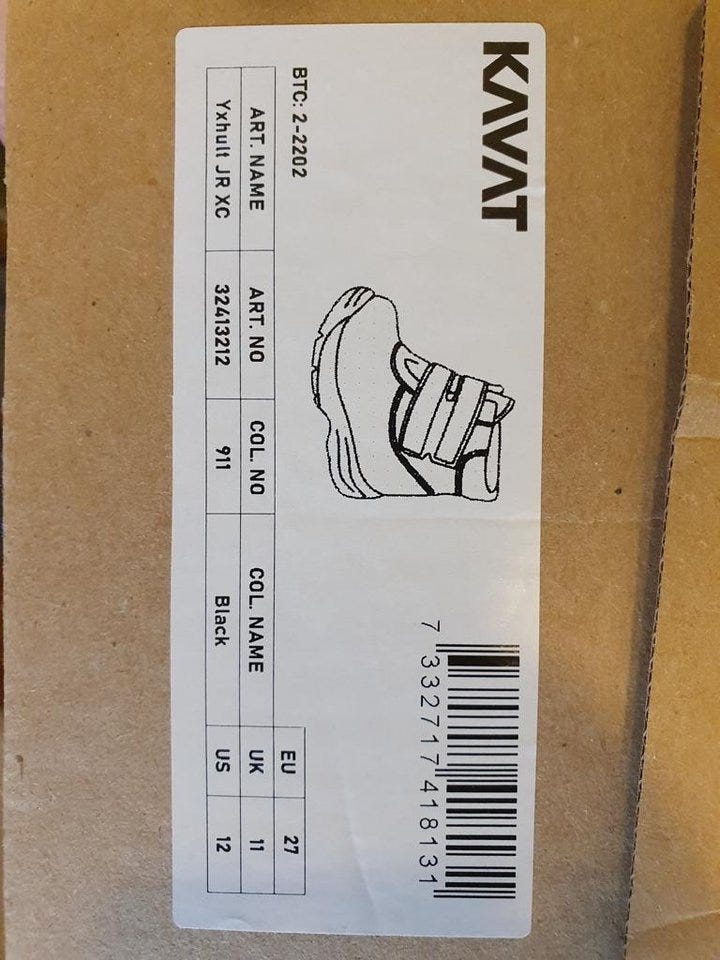 KAVAT
7 332717 418131
BTC: 2-2202
EU 27
ART. NAME ART. NO COL. NO COL. NAME UK 11
Yxhult JR XC 32413212 911 Black US 12